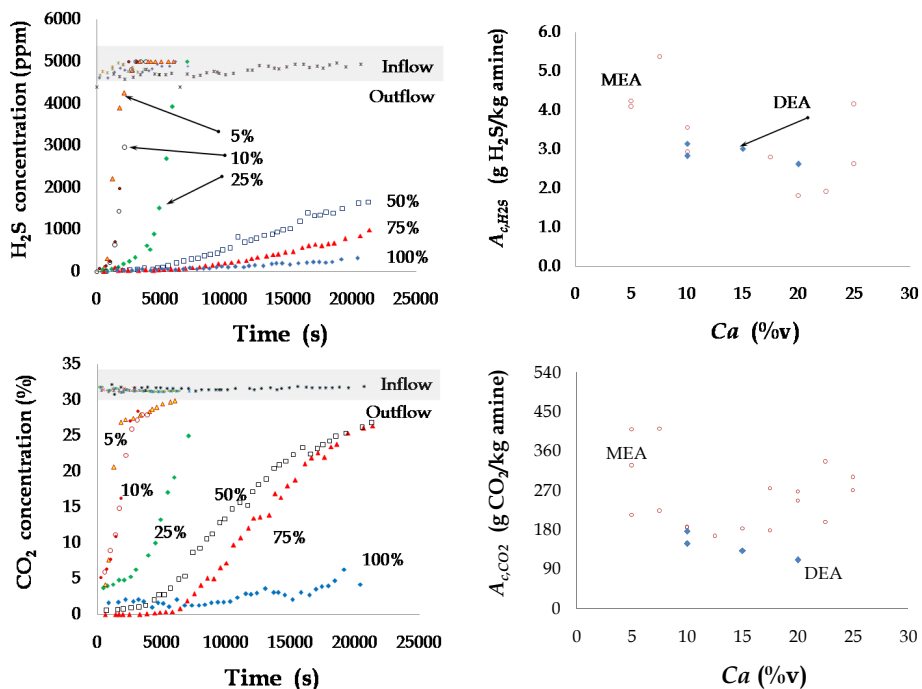 H2S concentration (ppm)
6000
5000
4000
3000
2000
1000
0
Inflow
Outflow
5%
10%
25%
50%
75%
100%
0 5000 10000 15000 20000 25000
Time (s)
Ac,H2S (g H2S/kg amine)
6.0
5.0
4.0
3.0
2.0
1.0
0.0
MEA
DEA
0 5 10 15 20 25 30
Ca (%v)
CO2 concentration (%)
35
30
25
20
15
10
5
0
Inflow
Outflow
5%
10%
25%
50%
75%
100%
0 5000 10000 15000 20000 25000
Time (s)
Ac,CO2 (g CO2/kg amine)
540
450
360
270
180
90
0
MEA
DEA
0 5 10 15 20 25 30
Ca (%v)